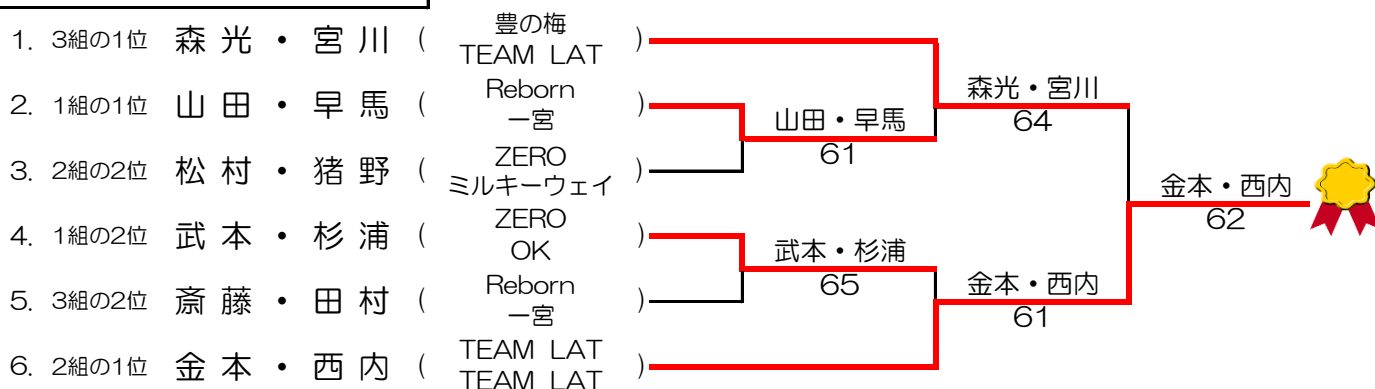 1. 3組の1位 森光・宮川 ( 豊の梅 TEAM LAT )
2. 1組の1位 山田・早馬 ( Reborn 一宮 )
3. 2組の2位 松村・猪野 ( ZERO ミルキーウェイ )
4. 1組の2位 武本・杉浦 ( ZERO OK )
5. 3組の2位 斎藤・田村 ( Reborn 一宮 )
6. 2組の1位 金本・西内 ( TEAM LAT TEAM LAT )
山田・早馬
61
武本・杉浦
65
森光・宮川
64
金本・西内
61
金本・西内
62